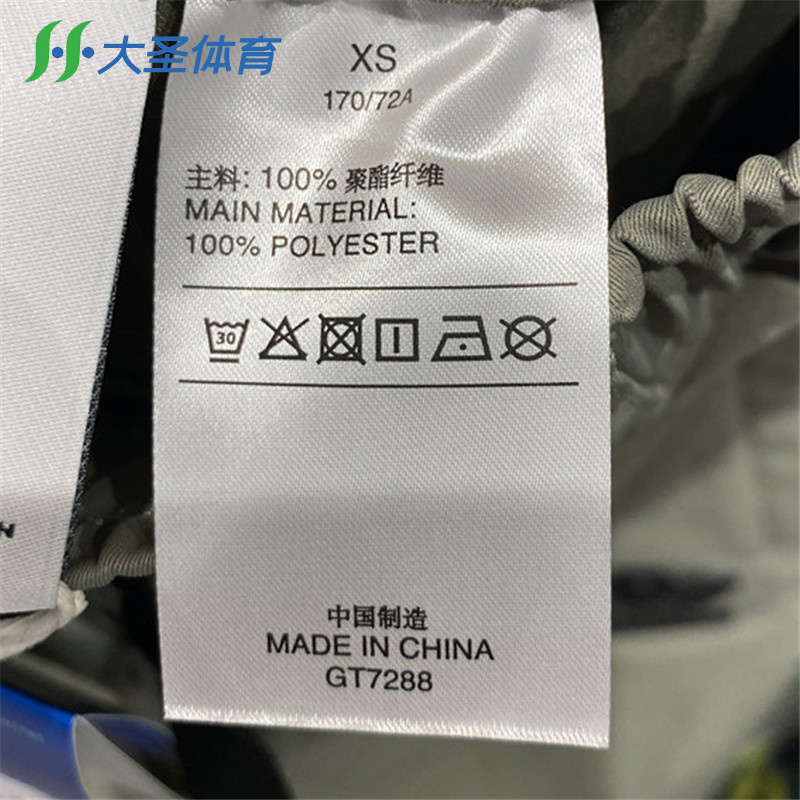 大圣体育
XS
170/72A
主料: 100% 聚酯纤维
MAIN MATERIAL:
100% POLYESTER
30
中国制造
MADE IN CHINA
GT7288